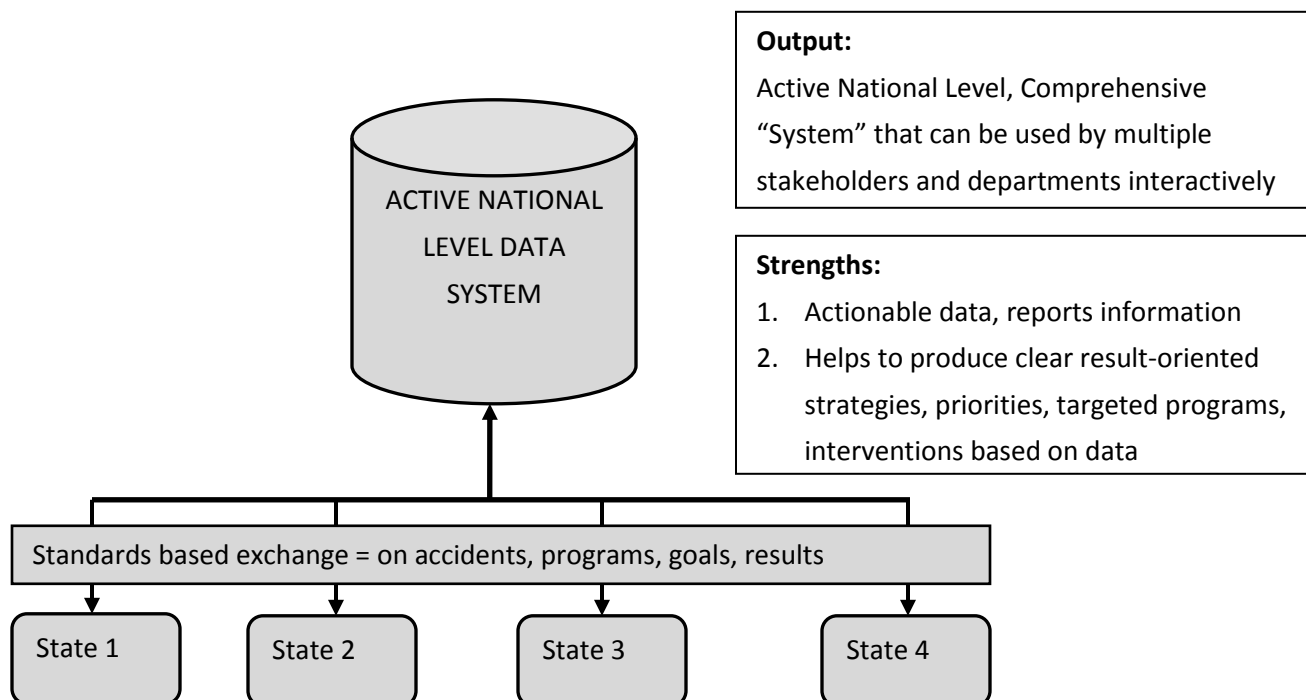 Output:
Active National Level, Comprehensive
“System” that can be used by multiple
stakeholders and departments interactively
ACTIVE NATIONAL
LEVEL DATA
SYSTEM
Strengths:
1. Actionable data, reports information
2. Helps to produce clear result-oriented
strategies, priorities, targeted programs,
interventions based on data
Standards based exchange = on accidents, programs, goals, results
State 1
State 2
State 3
State 4